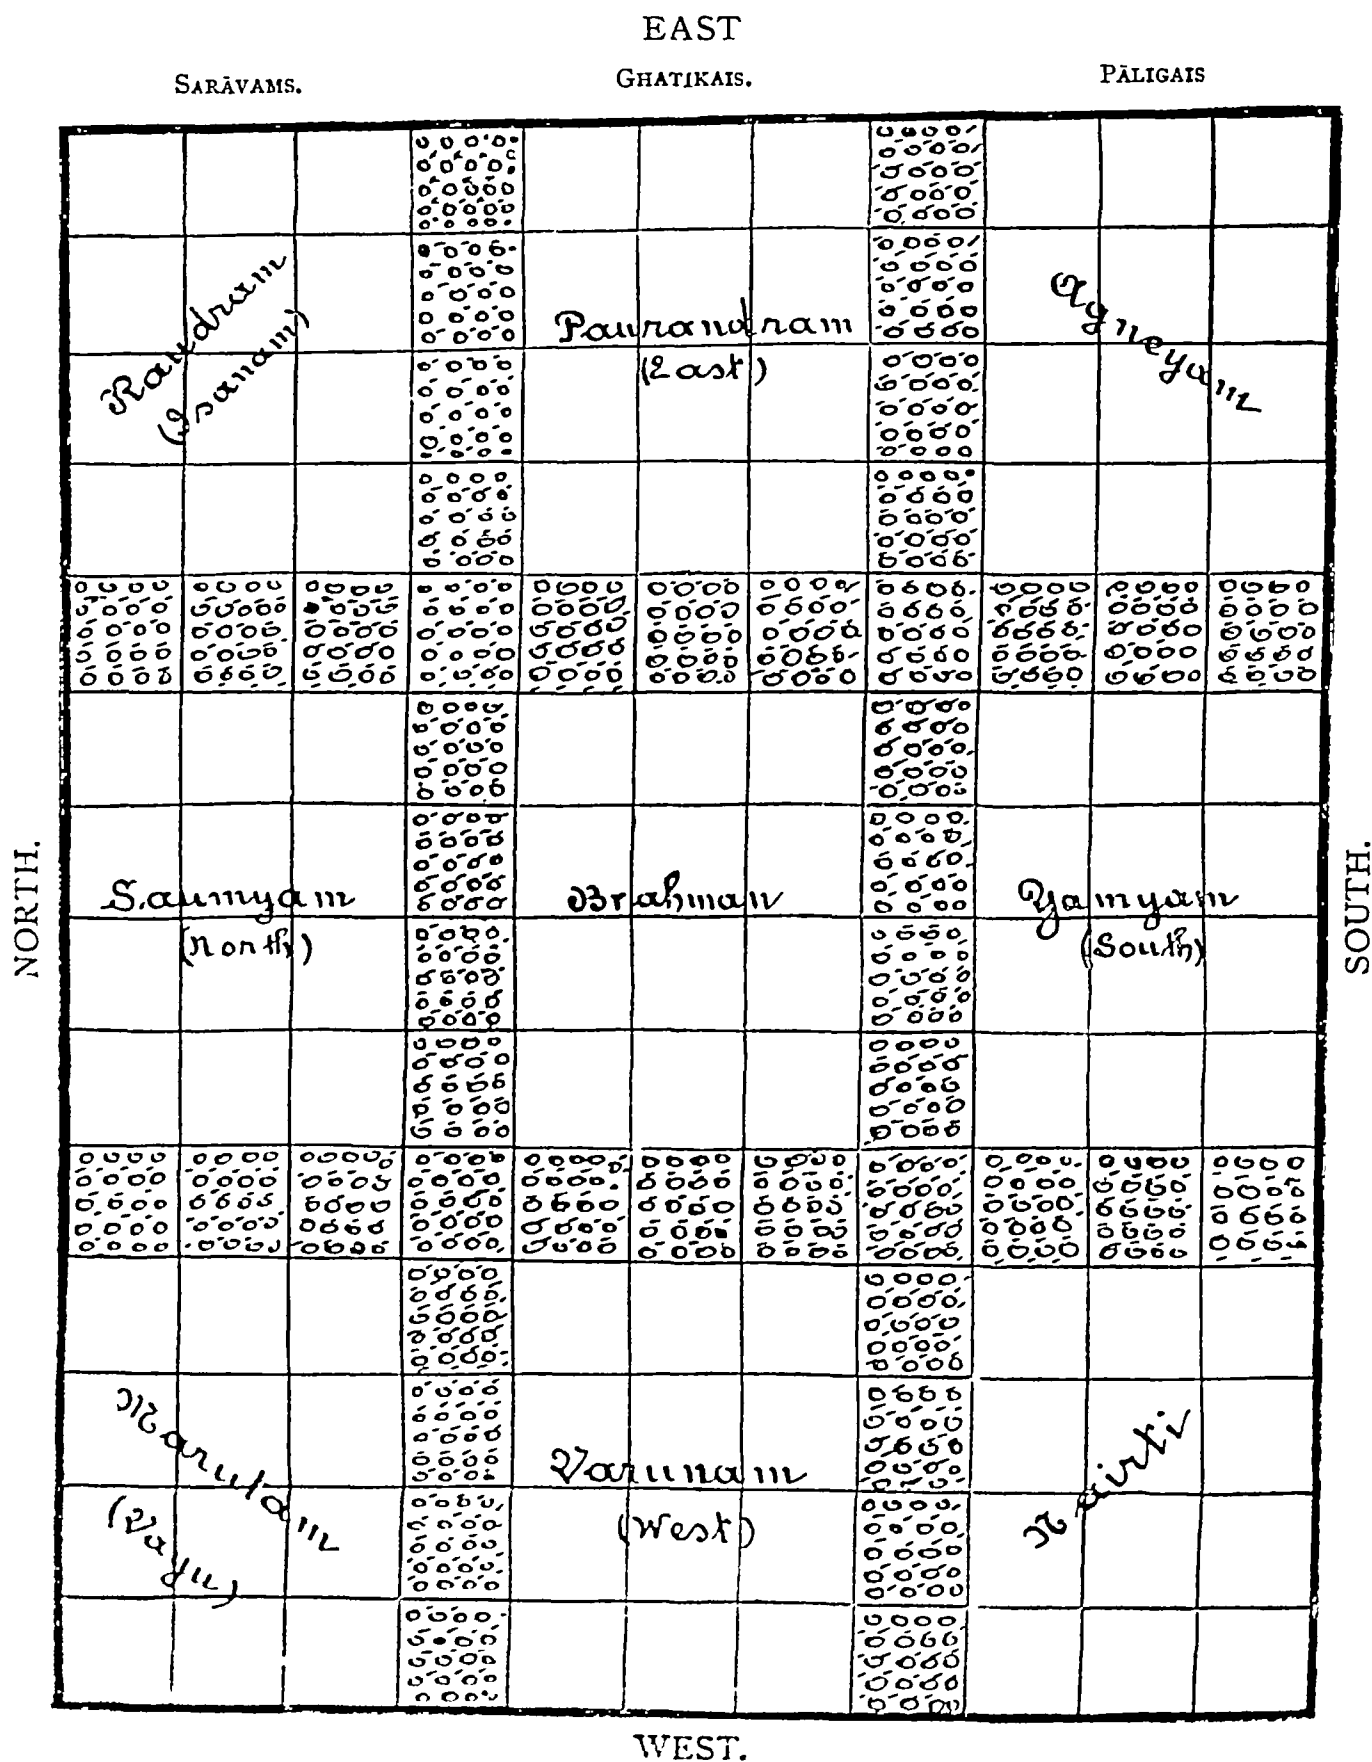 EAST
SARĀVAMS. GHATIKAIS. PĀLIGAIS
Raudram
(Isanam)
Paurandram
(East)
Agneyam
NORTH.
Saumyam
(North)
Brahman
Yamyam
(South)
SOUTH.
Marutam
(Vayu)
Varunam
(West)
Nairti
WEST.